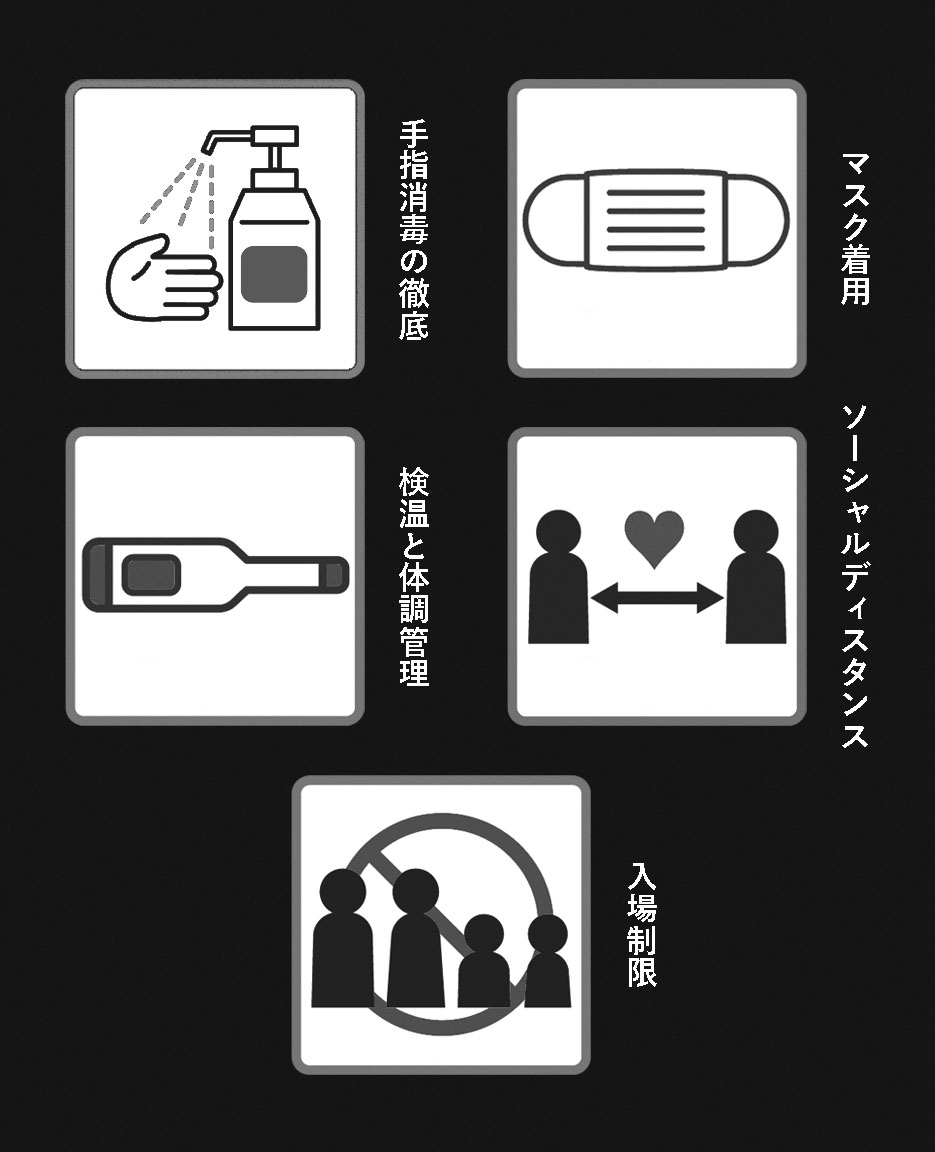 手指消毒の徹底
マスク着用
検温と体調管理
ソーシャルディスタンス
入場制限